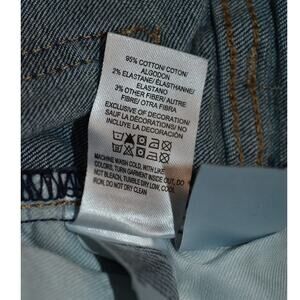 95% COTTON/ COTON/
ALGODON
2% ELASTANE/ ÉLASTHANNE/
ELASTANO
3% OTHER FIBER/ AUTRE
FIBRE/ OTRA FIBRA
EXCLUSIVE OF DECORATION/
SAUF LA DÉCORATIONS/ NO
INCLUYE LA DECORACIÓN
MACHINE WASH COLD, WITH LIKE
COLORS, TURN GARMENT INSIDE OUT, DO
NOT BLEACH, TUMBLE DRY LOW, COOL
IRON, DO NOT DRY CLEAN